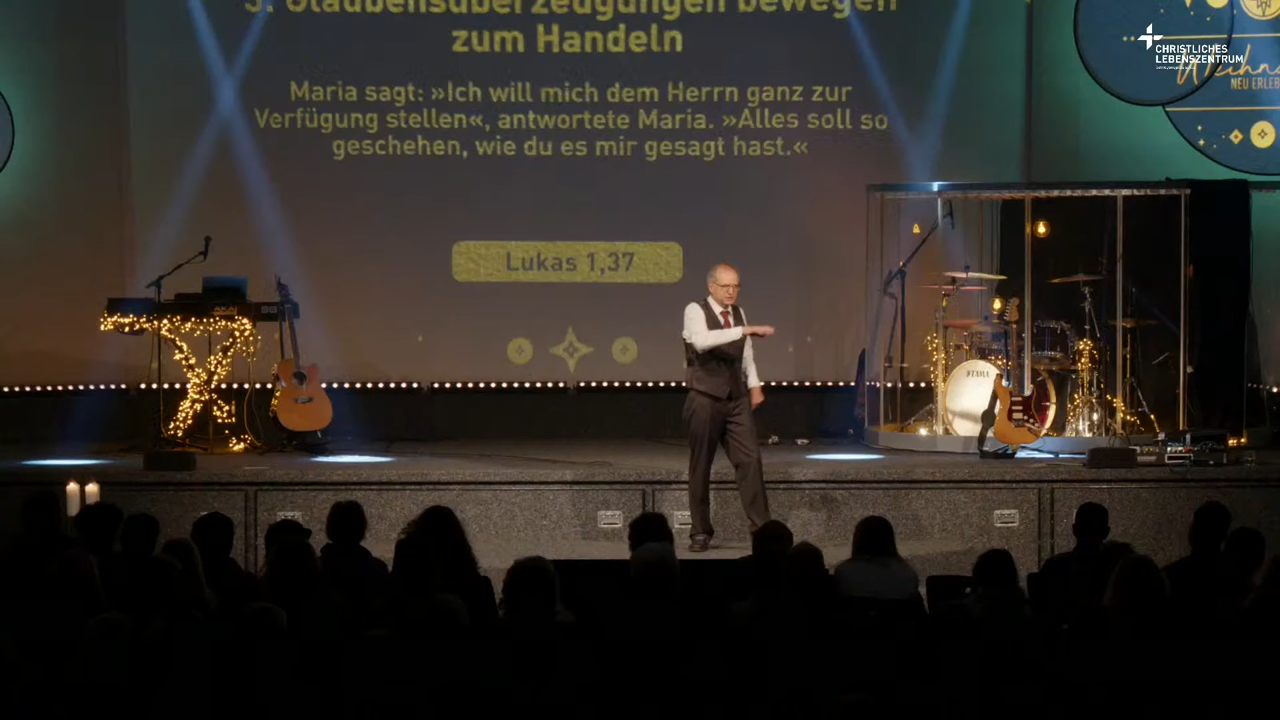 3. Glaubensüberzeugungen bewegen
zum Handeln
Maria sagt: »Ich will mich dem Herrn ganz zur
Verfügung stellen«, antwortete Maria. »Alles soll so
geschehen, wie du es mir gesagt hast.«
Lukas 1,37
CHRISTLICHES
LEBENSZENTRUM
NEU ERLEB
AKAI
TAMA